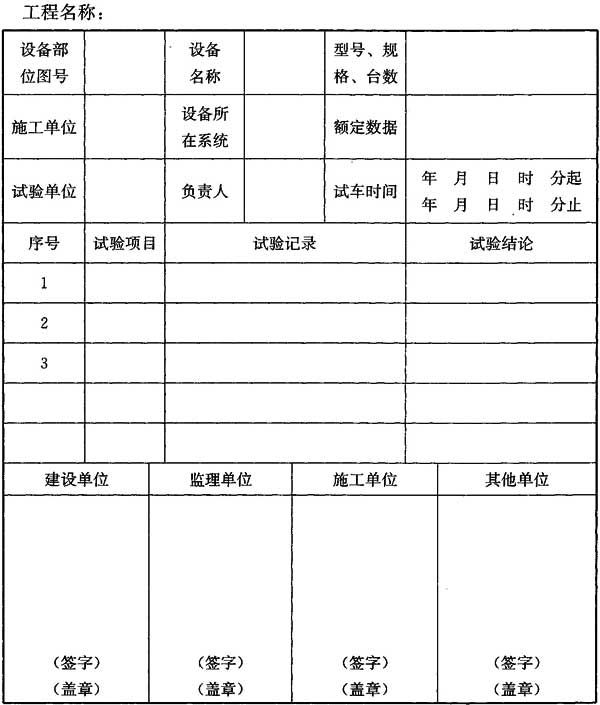 工程名称：
设备部 设备 型号、规
位图号 名称 格、台数
施工单位 设备所 额定数据
在系统
试验单位 负责人 试车时间 年 月 日 时 分起
年 月 日 时 分止
序号 试验项目 试验记录 试验结论
1
2
3
建设单位 监理单位 施工单位 其他单位
（签字） （签字） （签字） （签字）
（盖章） （盖章） （盖章） （盖章）